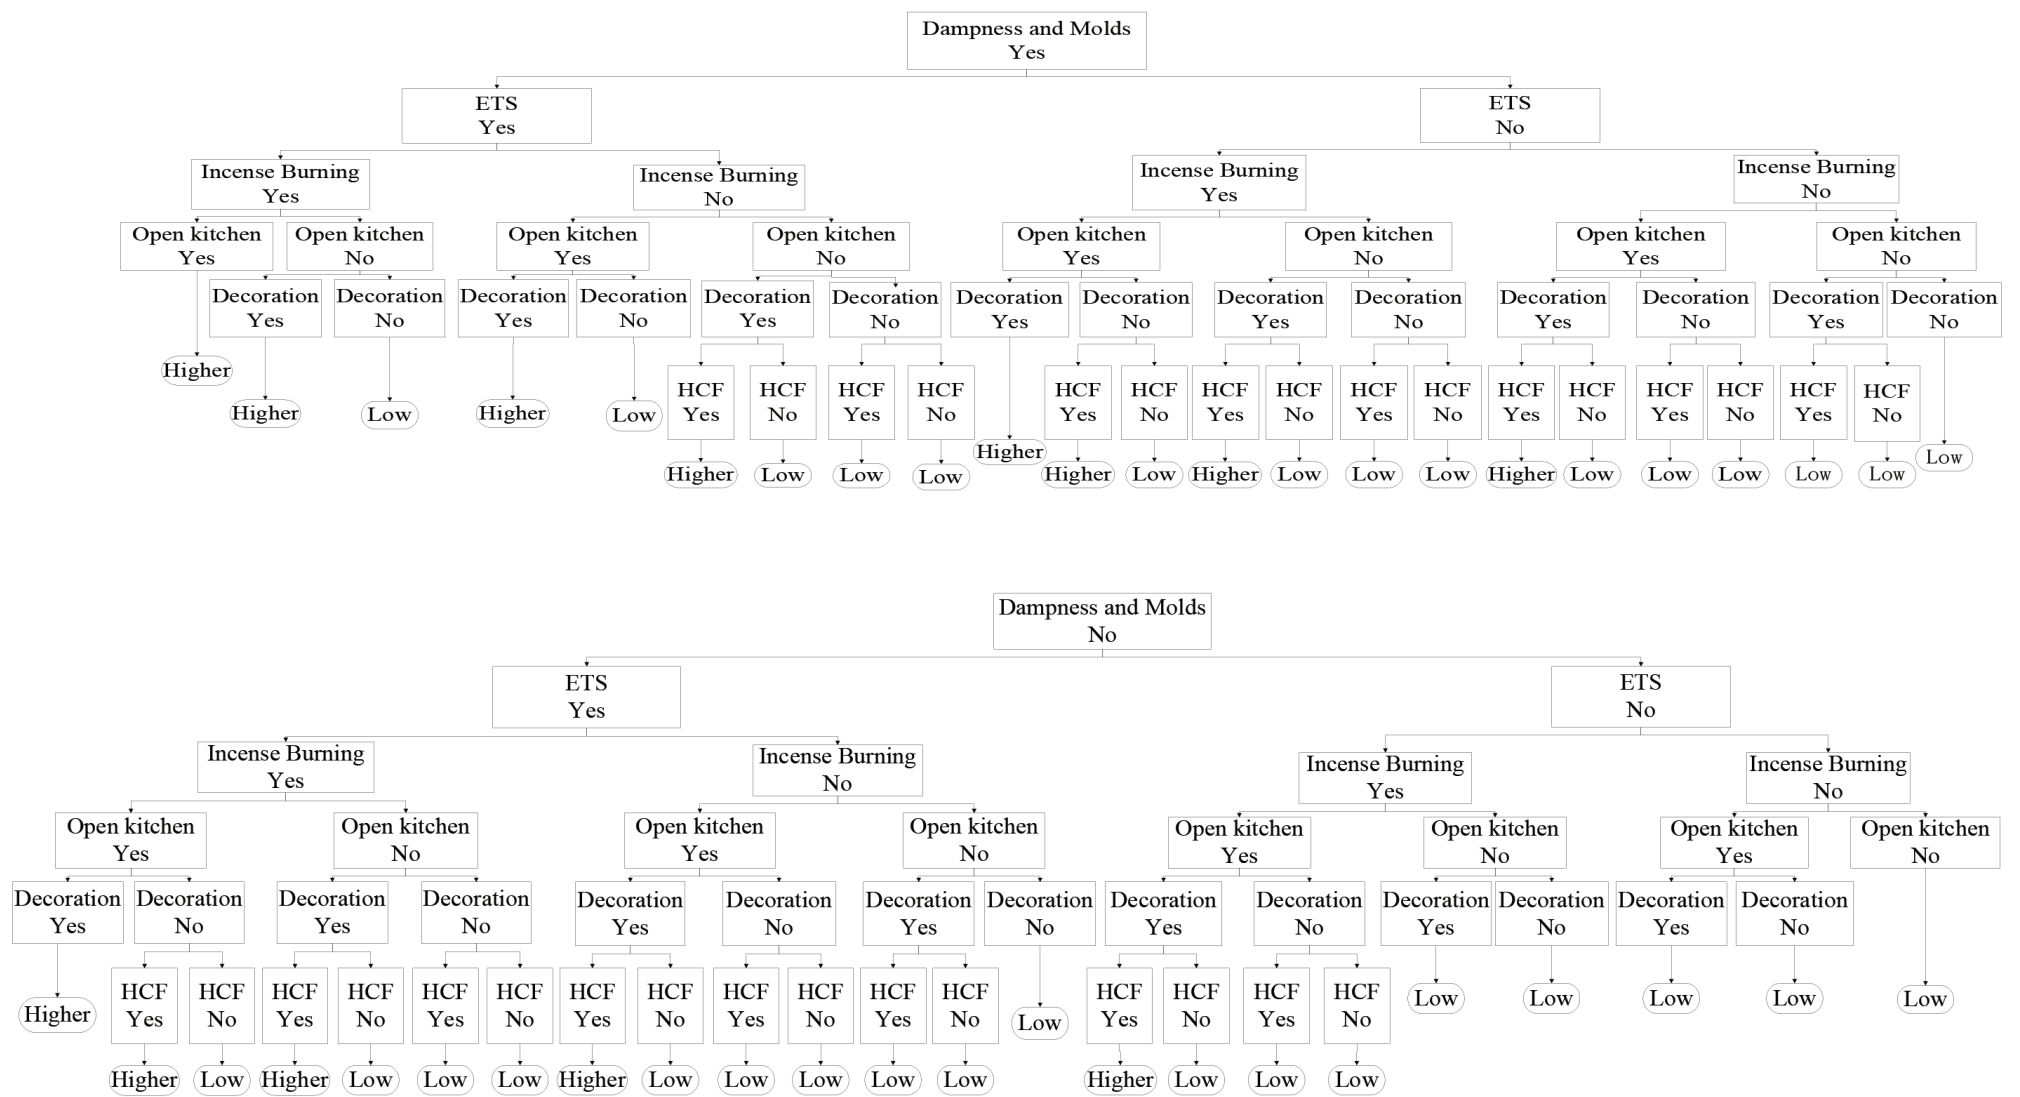 Dampness and Molds
Yes
ETS
Yes
ETS
No
Incense Burning
Yes
Incense Burning
No
Incense Burning
Yes
Incense Burning
No
Open kitchen
Yes
Open kitchen
No
Open kitchen
Yes
Open kitchen
No
Open kitchen
Yes
Open kitchen
No
Open kitchen
Yes
Open kitchen
No
Decoration
Yes
Decoration
No
Decoration
Yes
Decoration
No
Decoration
Yes
Decoration
No
Decoration
Yes
Decoration
No
Decoration
Yes
Decoration
No
Decoration
Yes
Decoration
No
Decoration
Yes
Decoration
No
Higher
Higher
Low
Higher
Low
HCF
Yes
HCF
No
HCF
Yes
HCF
No
Higher
HCF
Yes
HCF
No
HCF
Yes
HCF
No
HCF
Yes
HCF
No
HCF
Yes
HCF
No
HCF
Yes
HCF
No
HCF
Yes
HCF
No
Low
Higher
Low
Low
Low
Higher
Low
Higher
Low
Low
Low
Higher
Low
Low
Low
Low
Low
Dampness and Molds
No
ETS
Yes
ETS
No
Incense Burning
Yes
Incense Burning
No
Incense Burning
Yes
Incense Burning
No
Open kitchen
Yes
Open kitchen
No
Open kitchen
Yes
Open kitchen
No
Open kitchen
Yes
Open kitchen
No
Open kitchen
Yes
Open kitchen
No
Decoration
Yes
Decoration
No
Decoration
Yes
Decoration
No
Decoration
Yes
Decoration
No
Decoration
Yes
Decoration
No
Decoration
Yes
Decoration
No
Decoration
Yes
Decoration
No
Decoration
Yes
Decoration
No
Higher
HCF
Yes
HCF
No
HCF
Yes
HCF
No
HCF
Yes
HCF
No
HCF
Yes
HCF
No
HCF
Yes
HCF
No
HCF
Yes
HCF
No
Low
HCF
Yes
HCF
No
HCF
Yes
HCF
No
Low
Low
Low
Low
Low
Higher
Low
Higher
Low
Low
Low
Higher
Low
Low
Low
Low
Low
Higher
Low
Low
Low